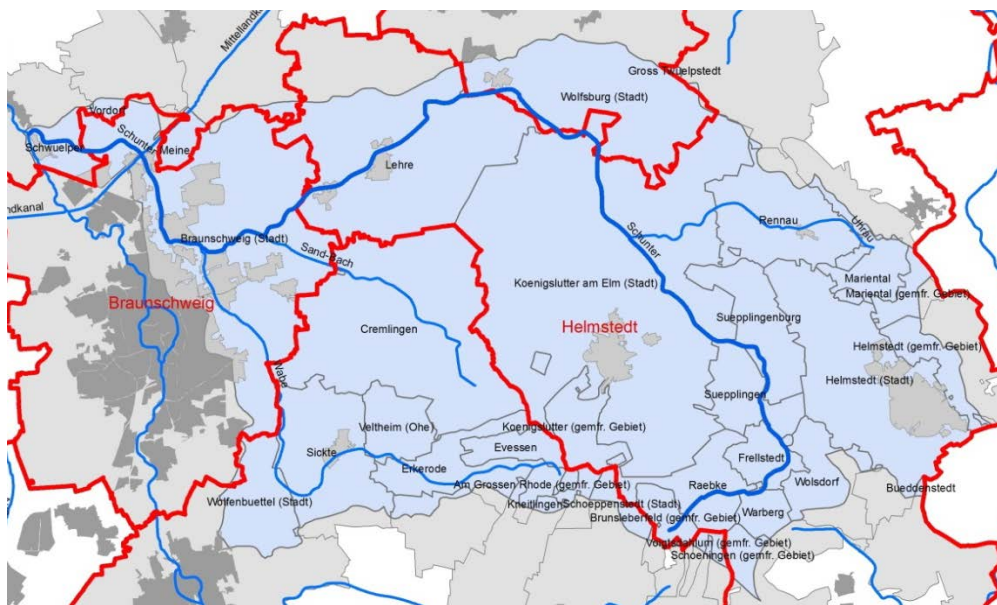 Mittellandka
Gross Twuelpstedt
Wolfsburg (Stadt)
Vordorf
Schunter
Schwuelper
Meine
Lehre
ndkanal
Rennau
Uhrau
Braunschweig (Stadt)
Sand-Bach
Schunter
Mariental
Koenigslutter am Elm (Stadt)
Mariental (gemfr. Gebiet)
Braunschweig
Suepplingenburg
Cremlingen
Helmstedt
Helmstedt (gemfr. Gebiet)
Wabe
Helmstedt (Stadt)
Suepplingen
Veltheim (Ohe)
Koenigslutter (gemfr. Gebiet)
Sickte
Evessen
Frellstedt
Erkerode
Wolsdorf
Am Grossen Rhode (gemfr. Gebiet)
Raebke
Bueddenstedt
Wolfenbuettel (Stadt)
Kneitlingen
Schoeppenstedt (Stadt)
Warberg
Brunsleberfeld (gemfr. Gebiet)
Voigtsdahlum (gemfr. Gebiet)
Schoeningen (gemfr. Gebiet)